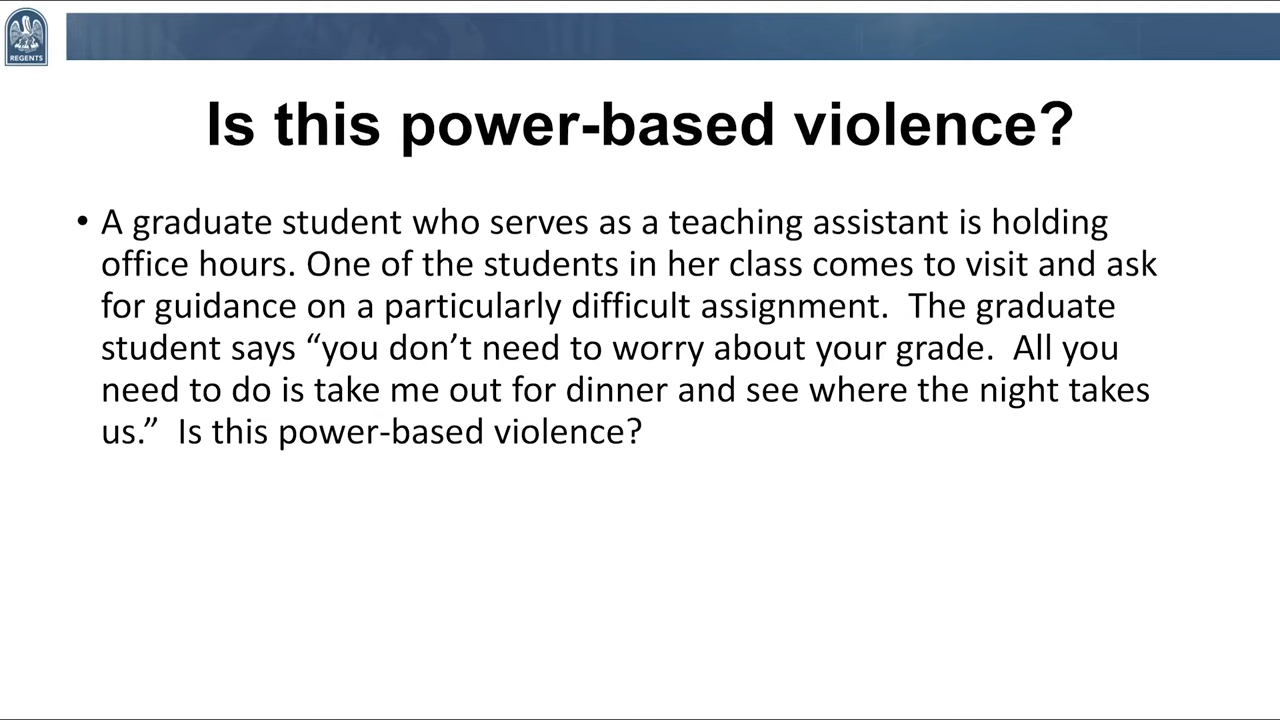 REGENTS
Is this power-based violence?
• A graduate student who serves as a teaching assistant is holding
office hours. One of the students in her class comes to visit and ask
for guidance on a particularly difficult assignment.  The graduate
student says “you don’t need to worry about your grade.  All you
need to do is take me out for dinner and see where the night takes
us.”  Is this power-based violence?